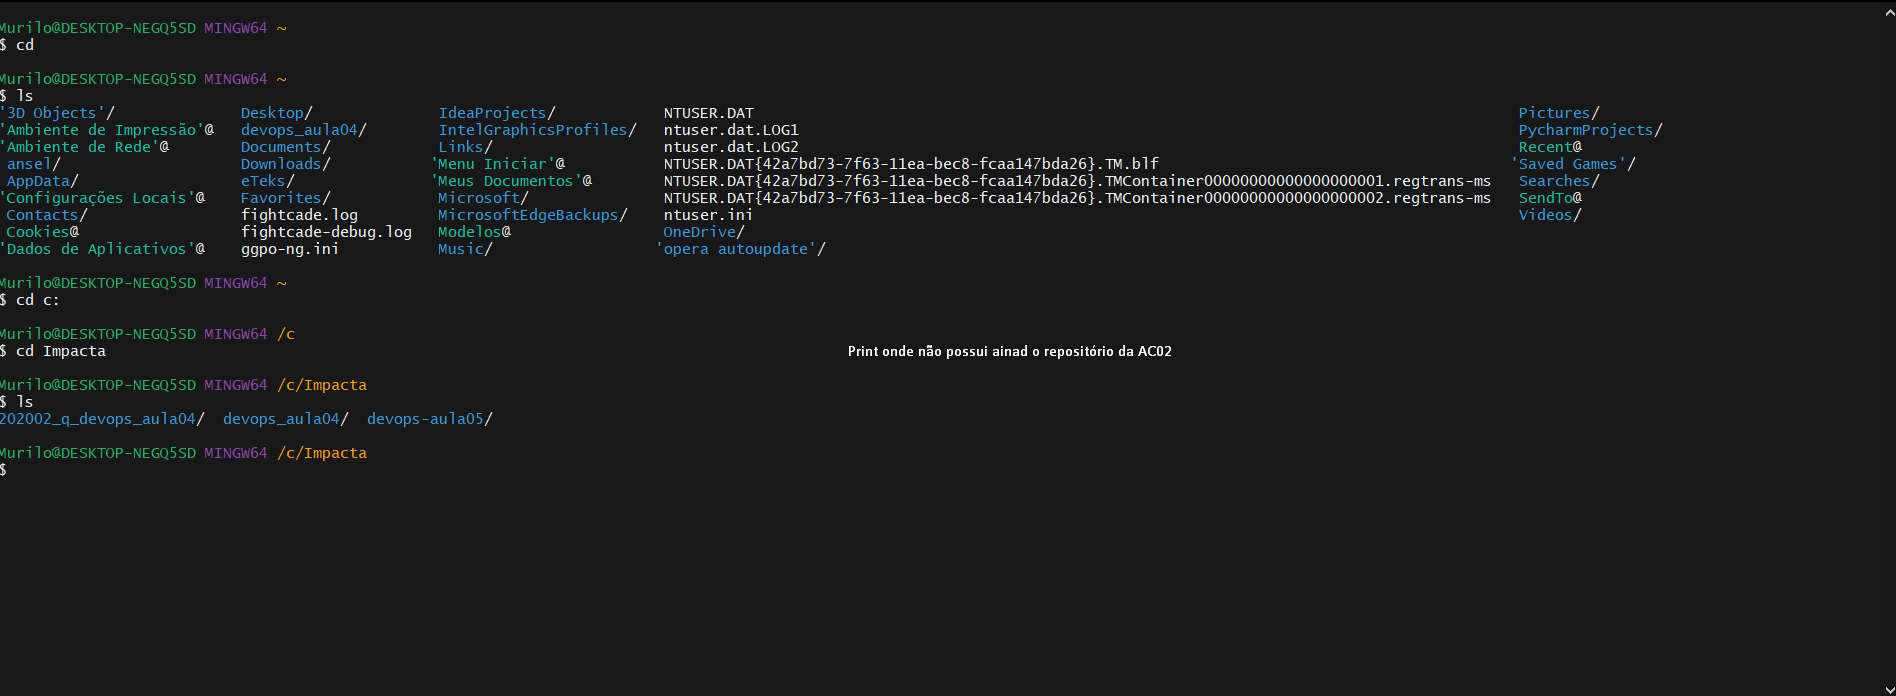 Murilo@DESKTOP-NEGQ5SD MINGW64 ~
$ cd
Murilo@DESKTOP-NEGQ5SD MINGW64 ~
$ ls
'3D Objects'/ Desktop/ IdeaProjects/ NTUSER.DAT Pictures/
'Ambiente de Impressão'@ devops_aula04/ IntelGraphicsProfiles/ ntuser.dat.LOG1 PycharmProjects/
'Ambiente de Rede'@ Documents/ Links/ ntuser.dat.LOG2 Recent@
ansel/ Downloads/ 'Menu Iniciar'@ NTUSER.DAT{42a7bd73-7f63-11ea-bec8-fcaa147bda26}.TM.blf 'Saved Games'/
AppData/ eTeks/ 'Meus Documentos'@ NTUSER.DAT{42a7bd73-7f63-11ea-bec8-fcaa147bda26}.TMContainer00000000000000000001.regtrans-ms Searches/
'Configurações Locais'@ Favorites/ Microsoft/ NTUSER.DAT{42a7bd73-7f63-11ea-bec8-fcaa147bda26}.TMContainer00000000000000000002.regtrans-ms SendTo@
Contacts/ fightcade.log MicrosoftEdgeBackups/ ntuser.ini Videos/
Cookies@ fightcade-debug.log Modelos@ OneDrive/
'Dados de Aplicativos'@ ggpo-ng.ini Music/ 'opera autoupdate'/
Murilo@DESKTOP-NEGQ5SD MINGW64 ~
$ cd c:
Murilo@DESKTOP-NEGQ5SD MINGW64 /c
$ cd Impacta
Print onde não possui ainad o repositório da AC02
Murilo@DESKTOP-NEGQ5SD MINGW64 /c/Impacta
$ ls
202002_q_devops_aula04/ devops_aula04/ devops-aula05/
Murilo@DESKTOP-NEGQ5SD MINGW64 /c/Impacta
$